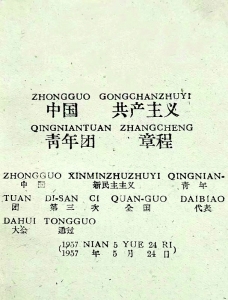 ZHONGGUO GONGCHANZHUYI
中国 共产主义
QINGNIANTUAN ZHANGCHENG
青年团 章程
ZHONGGUO XINMINZHUZHUYI QINGNIAN-
中国 新民主主义 青年
TUAN DI-SAN CI QUAN-GUO DAIBIAO
团 第三次 全国 代表
DAHUI TONGGUO
大会 通过
(1957 NIAN 5 YUE 24 RI)
(1957 年 5 月 24 日)